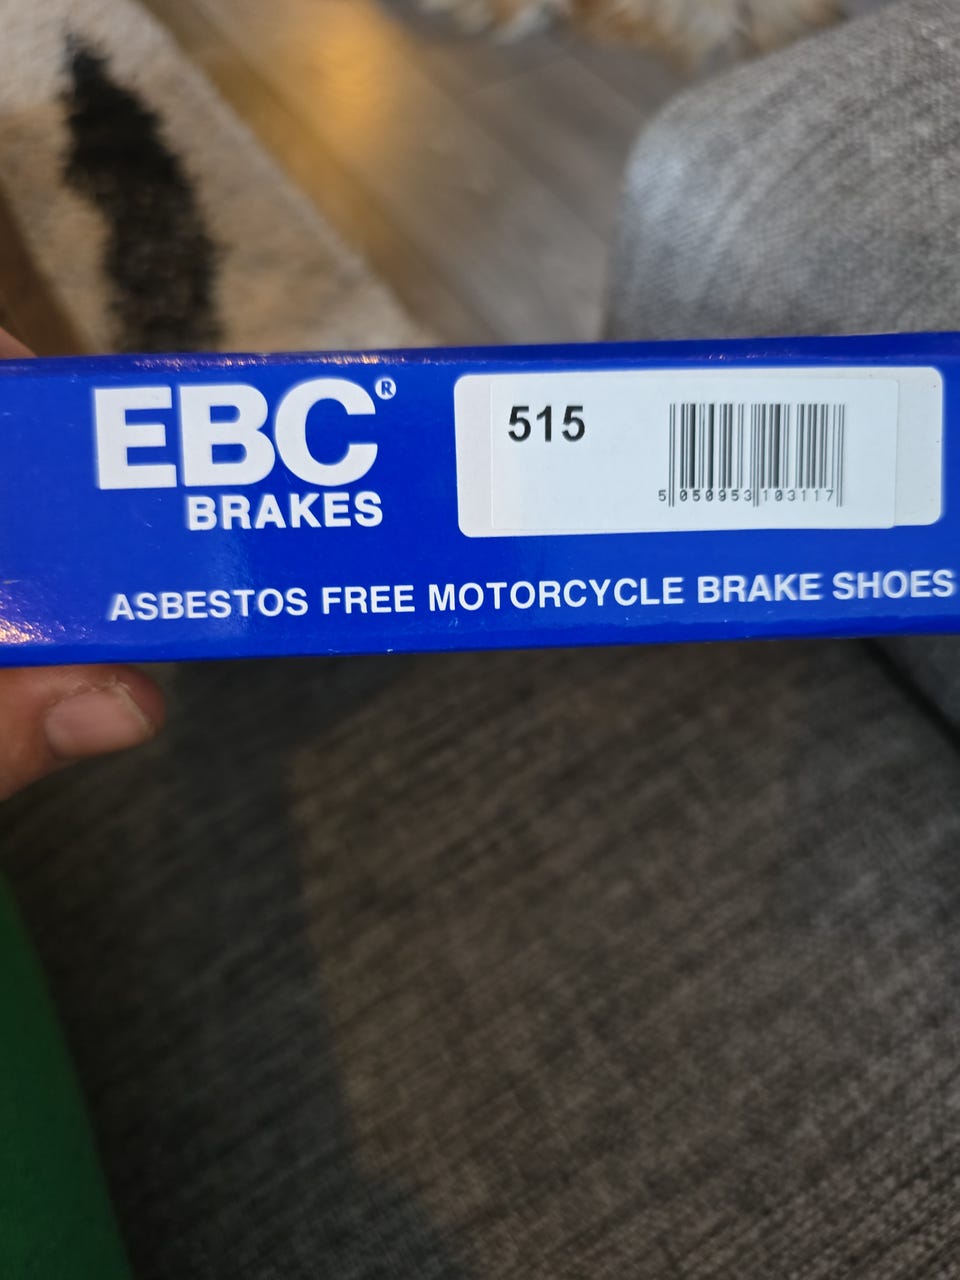 EBC®
BRAKES
515
5 050953 103117
ASBESTOS FREE MOTORCYCLE BRAKE SHOES